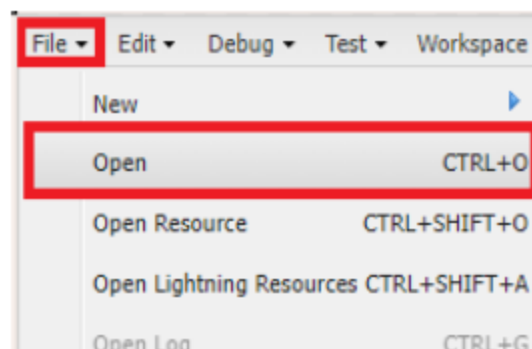 File Edit Debug Test Workspace
New
Open CTRL+O
Open Resource CTRL+SHIFT+O
Open Lightning Resources CTRL+SHIFT+A
Open Log CTRL+G